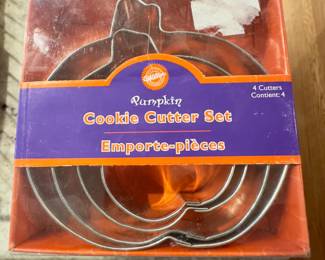 Wilton
Pumpkin
Cookie Cutter Set
Emporte-pièces
4 Cutters
Contient: 4